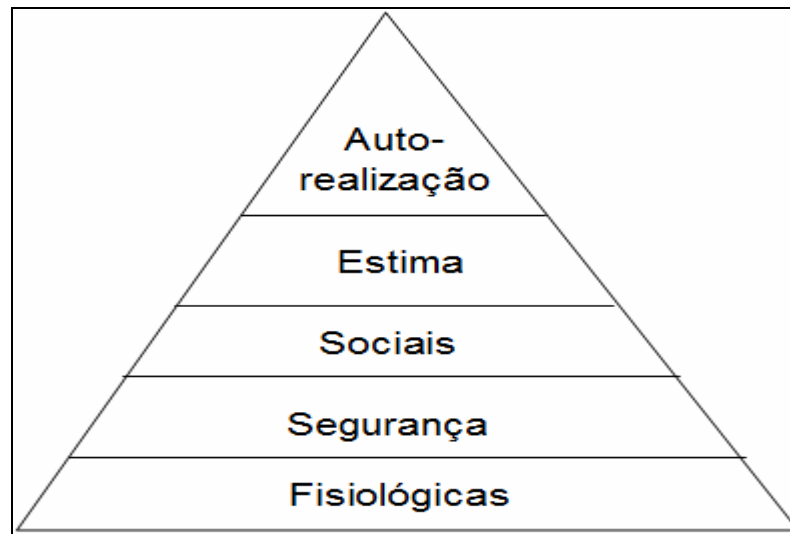 Auto-
realização
Estima
Sociais
Segurança
Fisiológicas